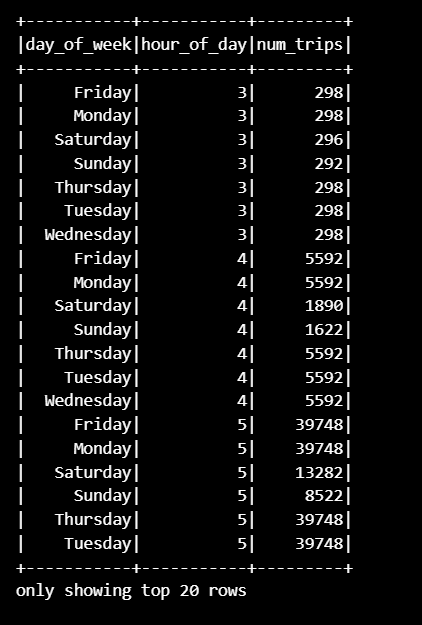 +-----------+-----------+---------+
|day_of_week|hour_of_day|num_trips|
+-----------+-----------+---------+
|     Friday|          3|      298|
|     Monday|          3|      298|
|   Saturday|          3|      296|
|     Sunday|          3|      292|
|   Thursday|          3|      298|
|    Tuesday|          3|      298|
|  Wednesday|          3|      298|
|     Friday|          4|     5592|
|     Monday|          4|     5592|
|   Saturday|          4|     1890|
|     Sunday|          4|     1622|
|   Thursday|          4|     5592|
|    Tuesday|          4|     5592|
|  Wednesday|          4|     5592|
|     Friday|          5|    39748|
|     Monday|          5|    39748|
|   Saturday|          5|    13282|
|     Sunday|          5|     8522|
|   Thursday|          5|    39748|
|    Tuesday|          5|    39748|
+-----------+-----------+---------+
only showing top 20 rows